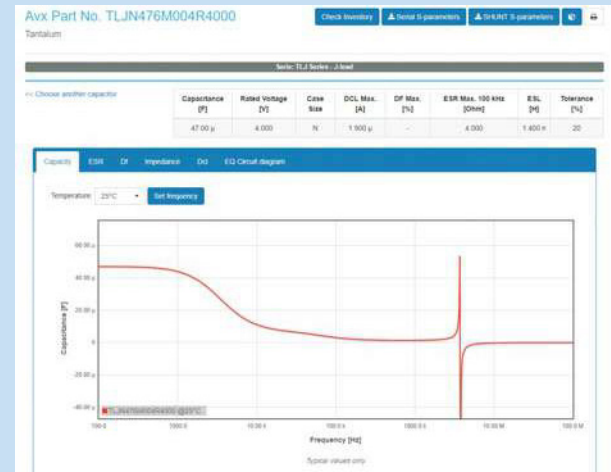 Avx Part No. TLJN476M004R4000
Tantalum
Check Inventory
Serial S-parameters
SHUNT S-parameters
Serie: TLJ Series - J-lead
<< Choose another capacitor
Capacitance [F] Rated Voltage [V] Case Size DCL Max. [A] DF Max. [%] ESR Max. 100 kHz [Ohm] ESL [H] Tolerance [%]
47.00 µ 4.000 N 1.900 µ - 4.000 1.400 n 20
Capacity ESR Df Impedance Dcl EQ Circuit diagram
Temperature: 25°C Set frequency
60.00 µ
40.00 µ
20.00 µ
0
-20.00 µ
-40.00 µ
Capacitance [F]
TLJN476M004R4000 @25°C
100.0 1000.0 10.00 k 100.0 k 1000.0 k 10.00 M 100.0 M
Frequency [Hz]
Typical values only